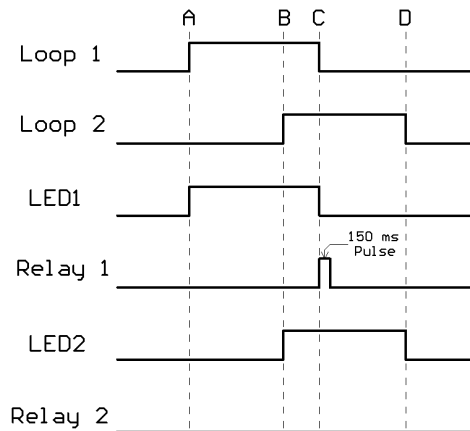 A B C D
Loop 1
Loop 2
LED1
150 ms
Pulse
Relay 1
LED2
Relay 2